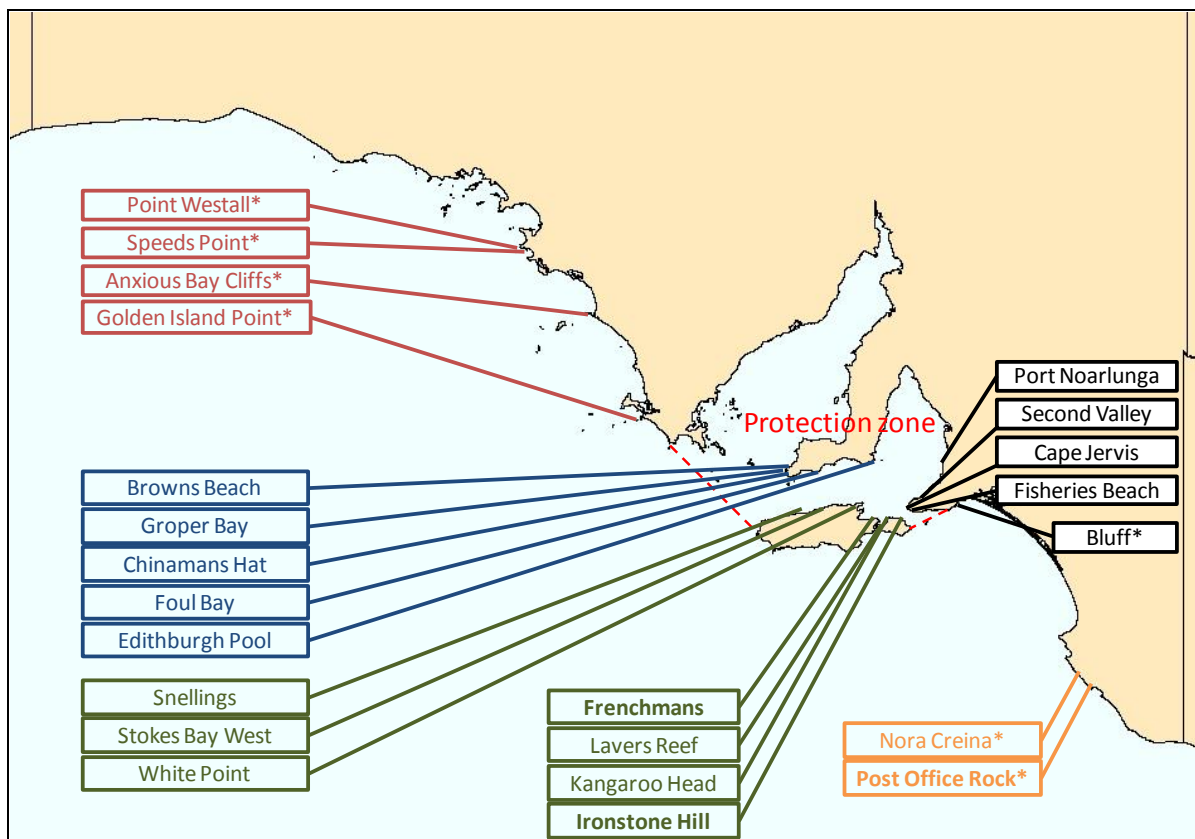 Point Westall*
Speeds Point*
Anxious Bay Cliffs*
Golden Island Point*
Protection zone
Port Noarlunga
Second Valley
Cape Jervis
Fisheries Beach
Bluff*
Browns Beach
Groper Bay
Chinamans Hat
Foul Bay
Edithburgh Pool
Snellings
Stokes Bay West
White Point
Frenchmans
Lavers Reef
Kangaroo Head
Ironstone Hill
Nora Creina*
Post Office Rock*